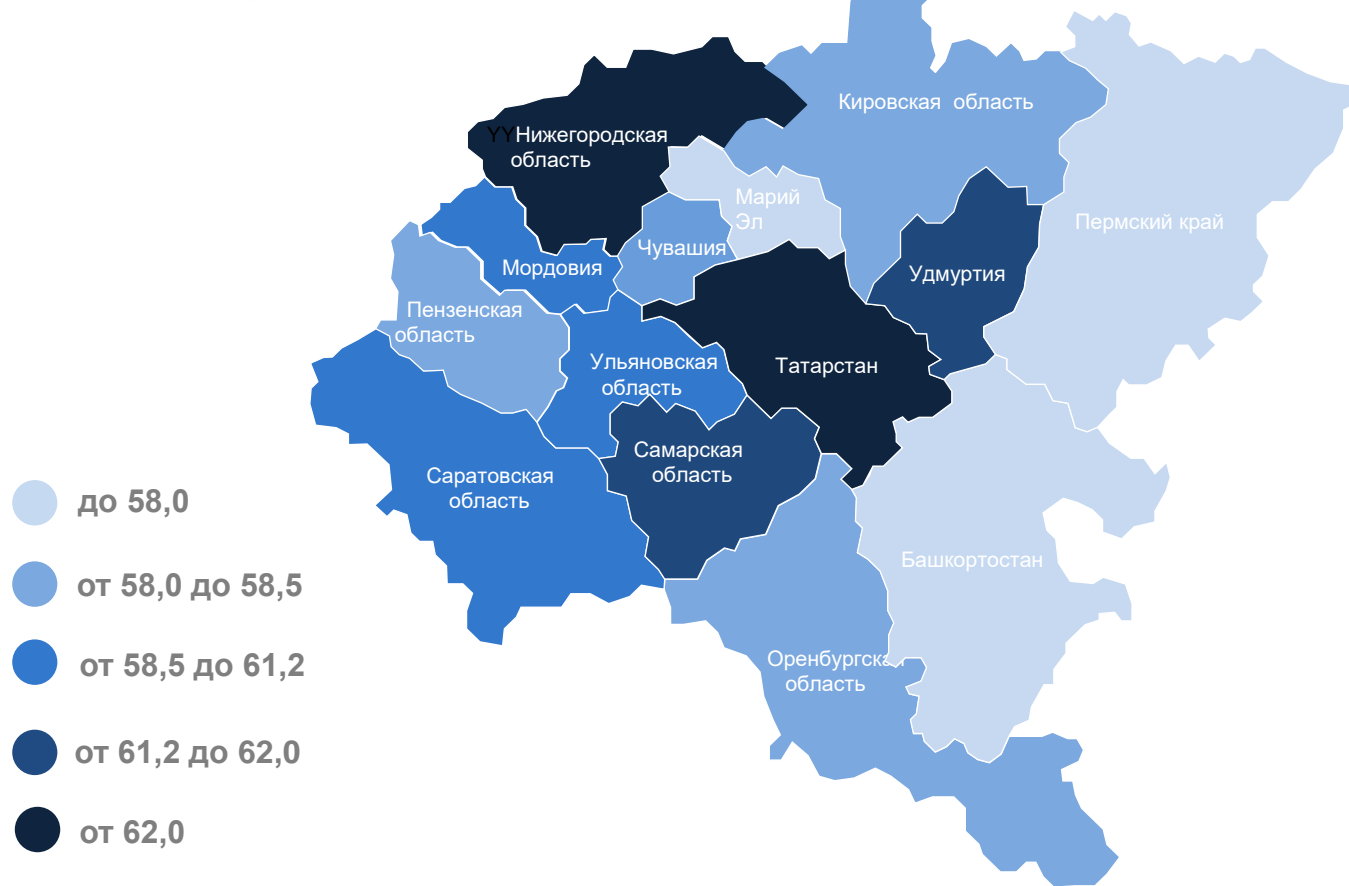 Кировская область
YYНижегородская
область
Марий
Эл
Пермский край
Чувашия
Мордовия
Удмуртия
Пензенская
область
Ульяновская
область
Татарстан
Самарская
область
Саратовская
область
Башкортостан
Оренбургска
область
до 58,0
от 58,0 до 58,5
от 58,5 до 61,2
от 61,2 до 62,0
от 62,0